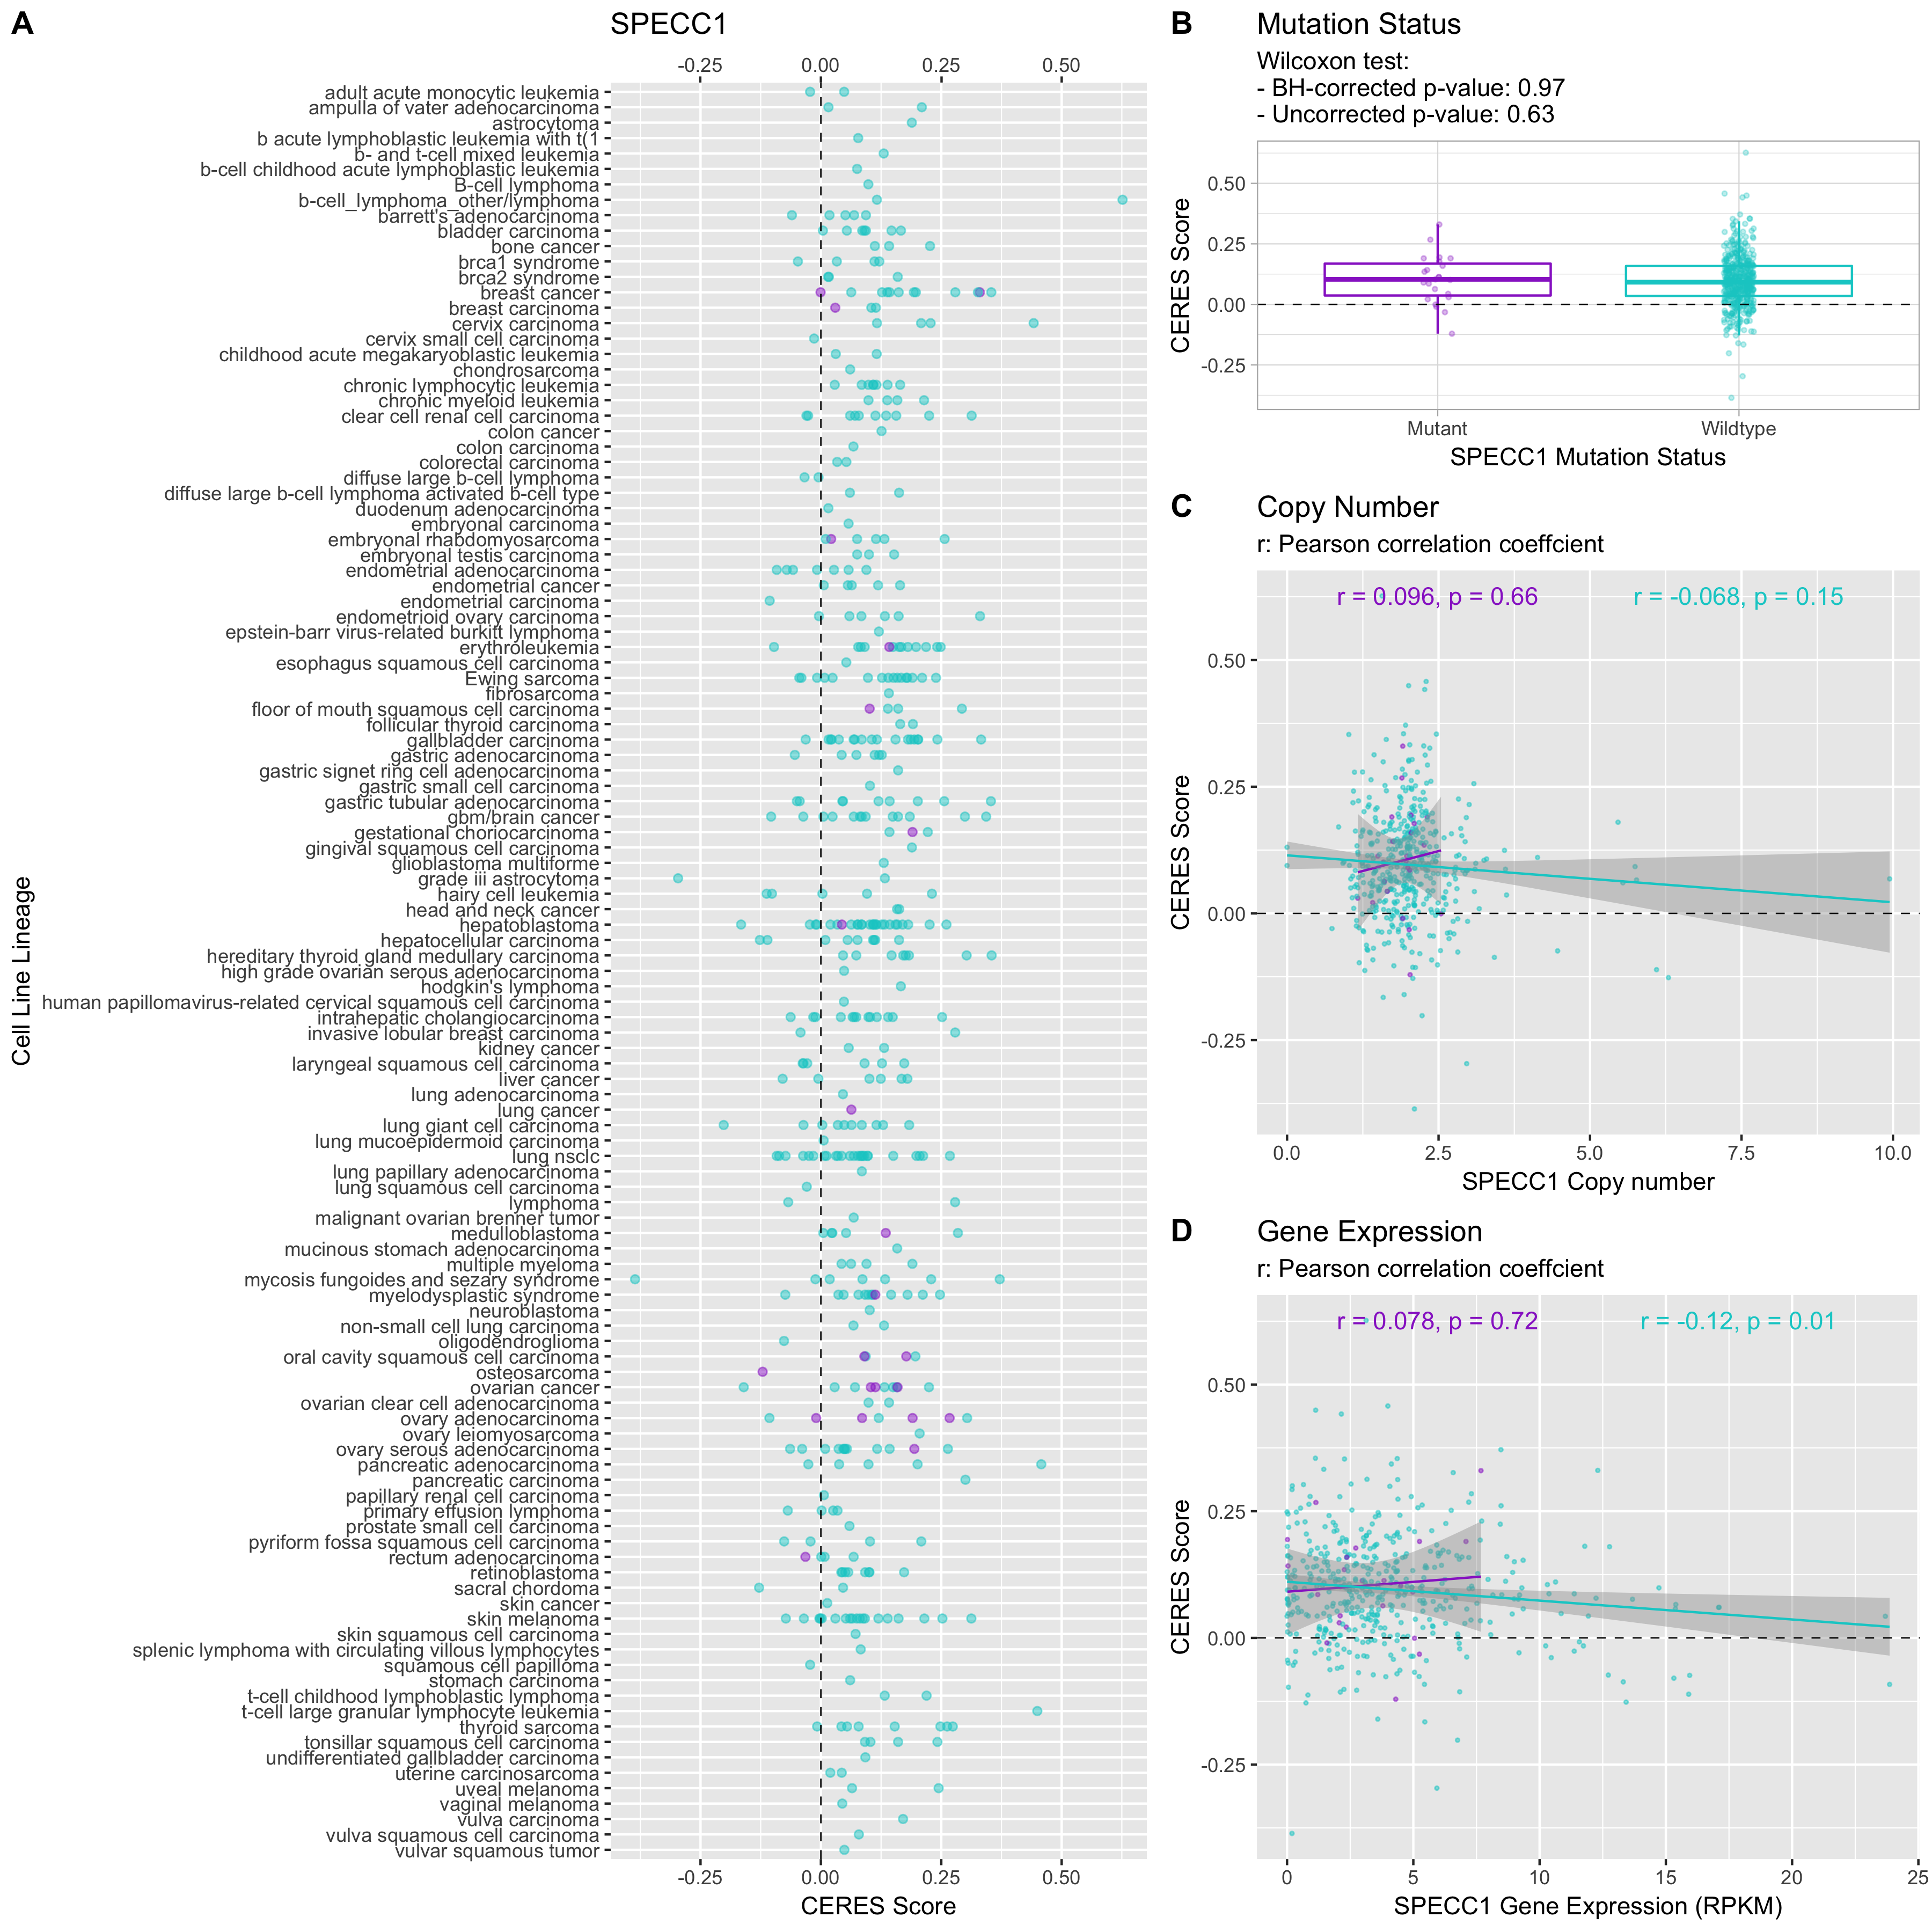 A
SPECC1
-0.25 0.00 0.25 0.50
Cell Line Lineage
adult acute monocytic leukemia
ampulla of vater adenocarcinoma
astrocytoma
b acute lymphoblastic leukemia with t(1
b- and t-cell mixed leukemia
b-cell childhood acute lymphoblastic leukemia
B-cell lymphoma
b-cell_lymphoma_other/lymphoma
barrett's adenocarcinoma
bladder carcinoma
bone cancer
brca1 syndrome
brca2 syndrome
breast cancer
breast carcinoma
cervix carcinoma
cervix small cell carcinoma
childhood acute megakaryoblastic leukemia
chondrosarcoma
chronic lymphocytic leukemia
chronic myeloid leukemia
clear cell renal cell carcinoma
colon cancer
colon carcinoma
colorectal carcinoma
diffuse large b-cell lymphoma
diffuse large b-cell lymphoma activated b-cell type
duodenum adenocarcinoma
embryonal carcinoma
embryonal rhabdomyosarcoma
embryonal testis carcinoma
endometrial adenocarcinoma
endometrial cancer
endometrial carcinoma
endometrioid ovary carcinoma
epstein-barr virus-related burkitt lymphoma
erythroleukemia
esophagus squamous cell carcinoma
Ewing sarcoma
fibrosarcoma
floor of mouth squamous cell carcinoma
follicular thyroid carcinoma
gallbladder carcinoma
gastric adenocarcinoma
gastric signet ring cell adenocarcinoma
gastric small cell carcinoma
gastric tubular adenocarcinoma
gbm/brain cancer
gestational choriocarcinoma
gingival squamous cell carcinoma
glioblastoma multiforme
grade iii astrocytoma
hairy cell leukemia
head and neck cancer
hepatoblastoma
hepatocellular carcinoma
hereditary thyroid gland medullary carcinoma
high grade ovarian serous adenocarcinoma
hodgkin's lymphoma
human papillomavirus-related cervical squamous cell carcinoma
intrahepatic cholangiocarcinoma
invasive lobular breast carcinoma
kidney cancer
laryngeal squamous cell carcinoma
liver cancer
lung adenocarcinoma
lung cancer
lung giant cell carcinoma
lung mucoepidermoid carcinoma
lung nsclc
lung papillary adenocarcinoma
lung squamous cell carcinoma
lymphoma
malignant ovarian brenner tumor
medulloblastoma
mucinous stomach adenocarcinoma
multiple myeloma
mycosis fungoides and sezary syndrome
myelodysplastic syndrome
neuroblastoma
non-small cell lung carcinoma
oligodendroglioma
oral cavity squamous cell carcinoma
osteosarcoma
ovarian cancer
ovarian clear cell adenocarcinoma
ovary adenocarcinoma
ovary leiomyosarcoma
ovary serous adenocarcinoma
pancreatic adenocarcinoma
pancreatic carcinoma
papillary renal cell carcinoma
primary effusion lymphoma
prostate small cell carcinoma
pyriform fossa squamous cell carcinoma
rectum adenocarcinoma
retinoblastoma
sacral chordoma
skin cancer
skin melanoma
skin squamous cell carcinoma
splenic lymphoma with circulating villous lymphocytes
squamous cell papilloma
stomach carcinoma
t-cell childhood lymphoblastic lymphoma
t-cell large granular lymphocyte leukemia
thyroid sarcoma
tonsillar squamous cell carcinoma
undifferentiated gallbladder carcinoma
uterine carcinosarcoma
uveal melanoma
vaginal melanoma
vulva carcinoma
vulva squamous cell carcinoma
vulvar squamous tumor
-0.25 0.00 0.25 0.50
CERES Score
B
Mutation Status
Wilcoxon test:
- BH-corrected p-value: 0.97
- Uncorrected p-value: 0.63
CERES Score
0.50
0.25
0.00
-0.25
Mutant Wildtype
SPECC1 Mutation Status
C
Copy Number
r: Pearson correlation coeffcient
r = 0.096, p = 0.66 r = -0.068, p = 0.15
CERES Score
0.50
0.25
0.00
-0.25
0.0 2.5 5.0 7.5 10.0
SPECC1 Copy number
D
Gene Expression
r: Pearson correlation coeffcient
r = 0.078, p = 0.72 r = -0.12, p = 0.01
CERES Score
0.50
0.25
0.00
-0.25
0 5 10 15 20 25
SPECC1 Gene Expression (RPKM)